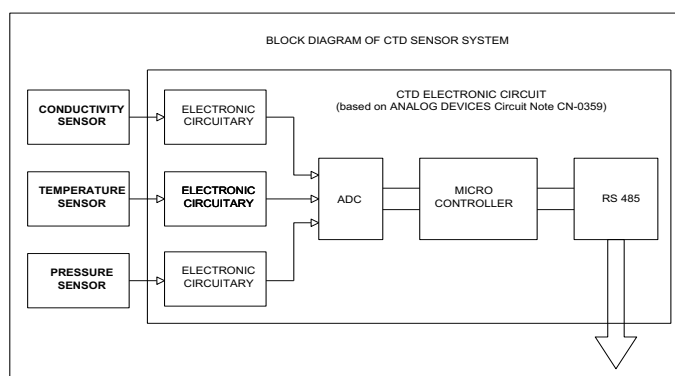 BLOCK DIAGRAM OF CTD SENSOR SYSTEM
CTD ELECTRONIC CIRCUIT
(based on ANALOG DEVICES Circuit Note CN-0359)
CONDUCTIVITY
SENSOR
ELECTRONIC
CIRCUITARY
TEMPERATURE
SENSOR
ELECTRONIC
CIRCUITARY
ADC
MICRO
CONTROLLER
RS 485
PRESSURE
SENSOR
ELECTRONIC
CIRCUITARY